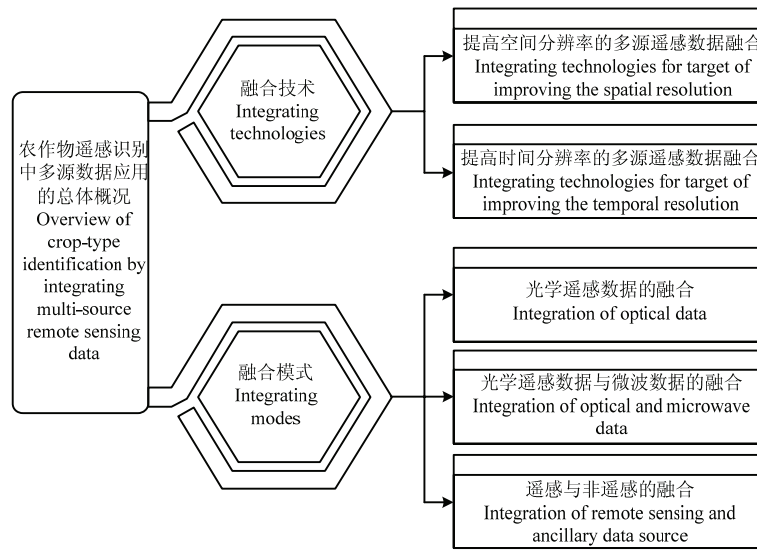 农作物遥感识别
中多源数据应用
的总体概况
Overview of
crop-type
identification by
integrating
multi-source
remote sensing
data
融合技术
Integrating
technologies
提高空间分辨率的多源遥感数据融合
Integrating technologies for target of
improving the spatial resolution
提高时间分辨率的多源遥感数据融合
Integrating technologies for target of
improving the temporal resolution
融合模式
Integrating
modes
光学遥感数据的融合
Integration of optical data
光学遥感数据与微波数据的融合
Integration of optical and microwave
data
遥感与非遥感的融合
Integration of remote sensing and
ancillary data source